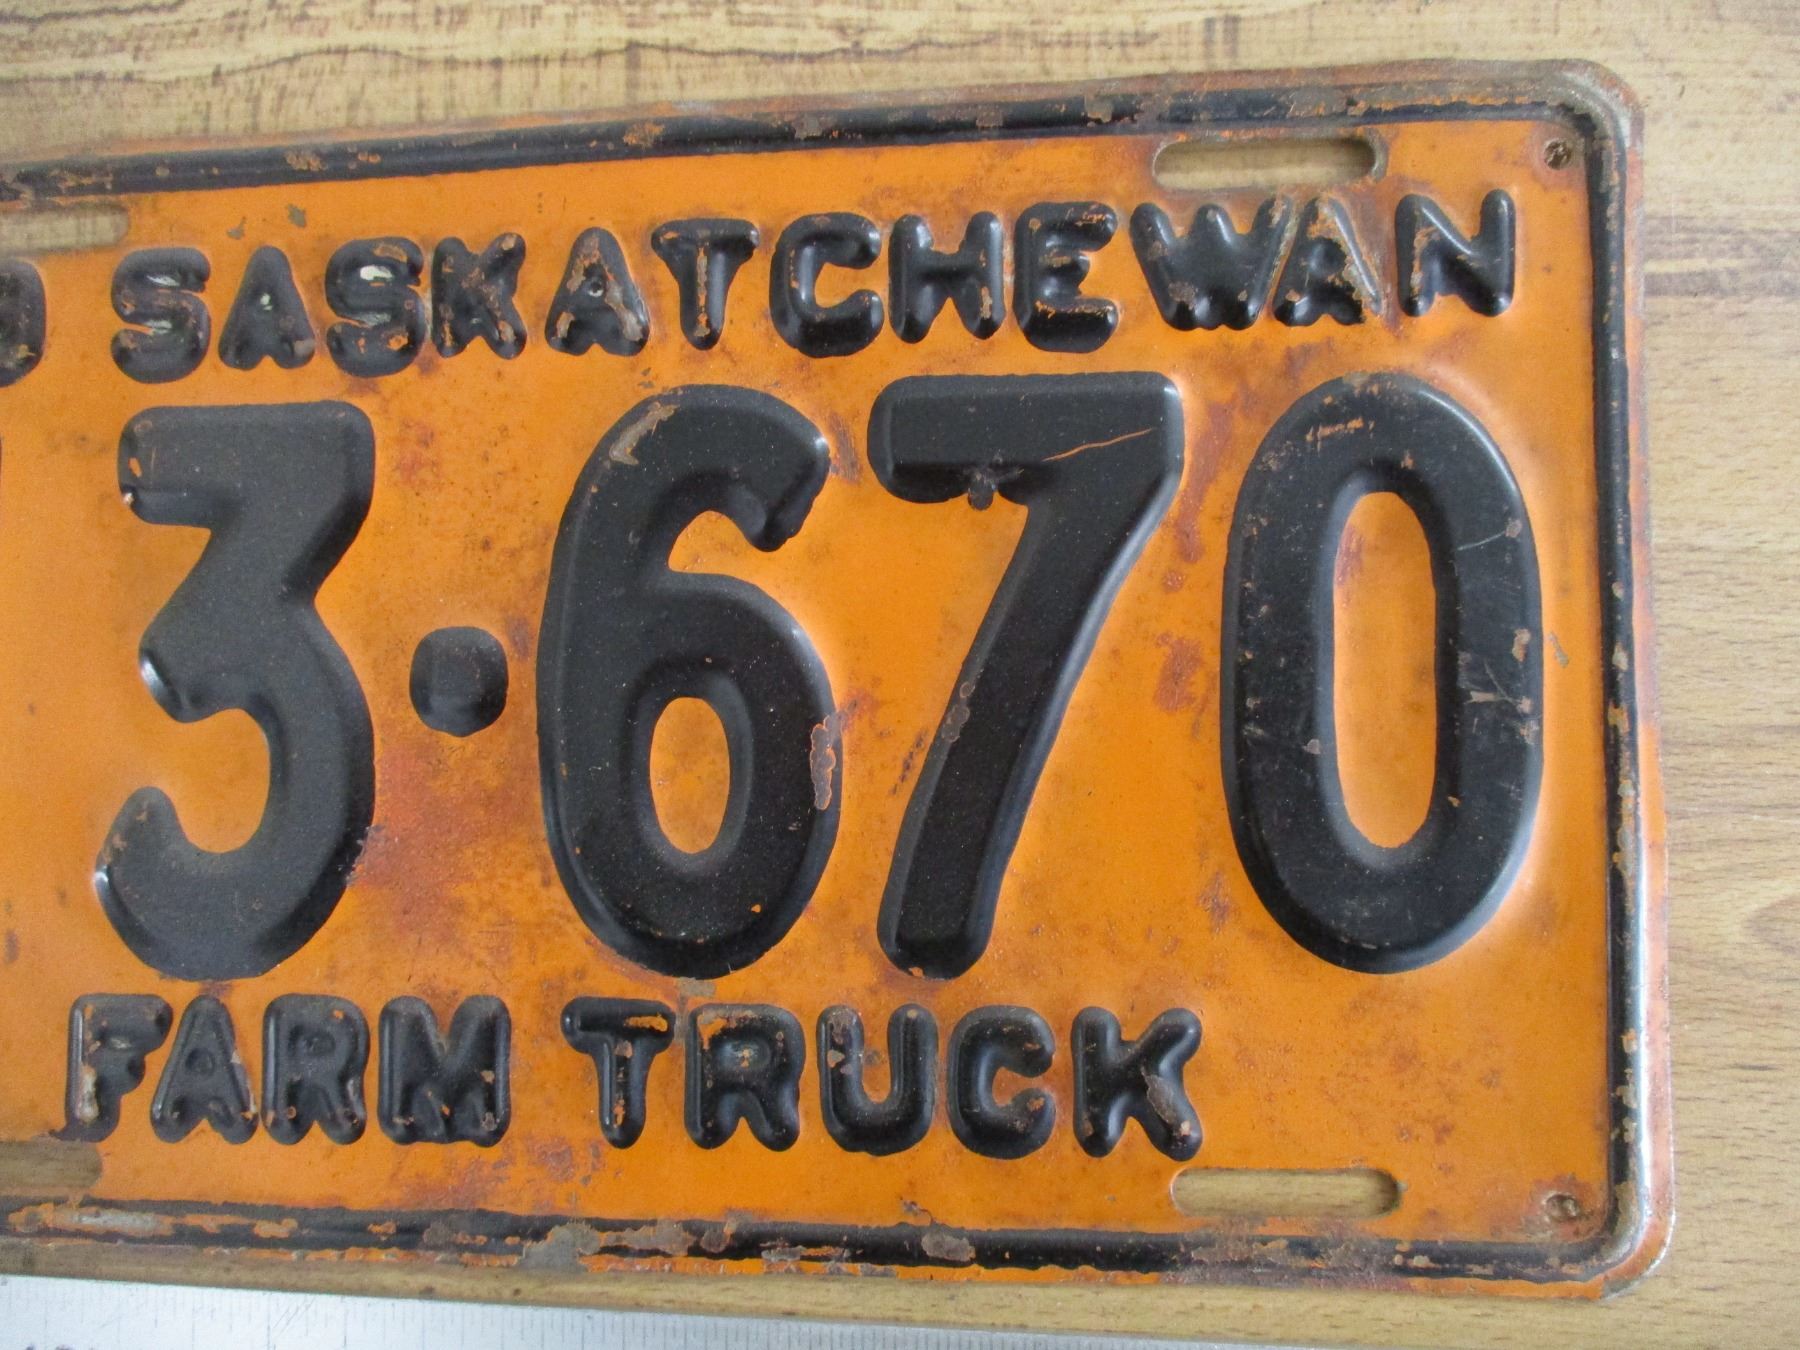 SASKATCHEWAN
3·670
FARM TRUCK